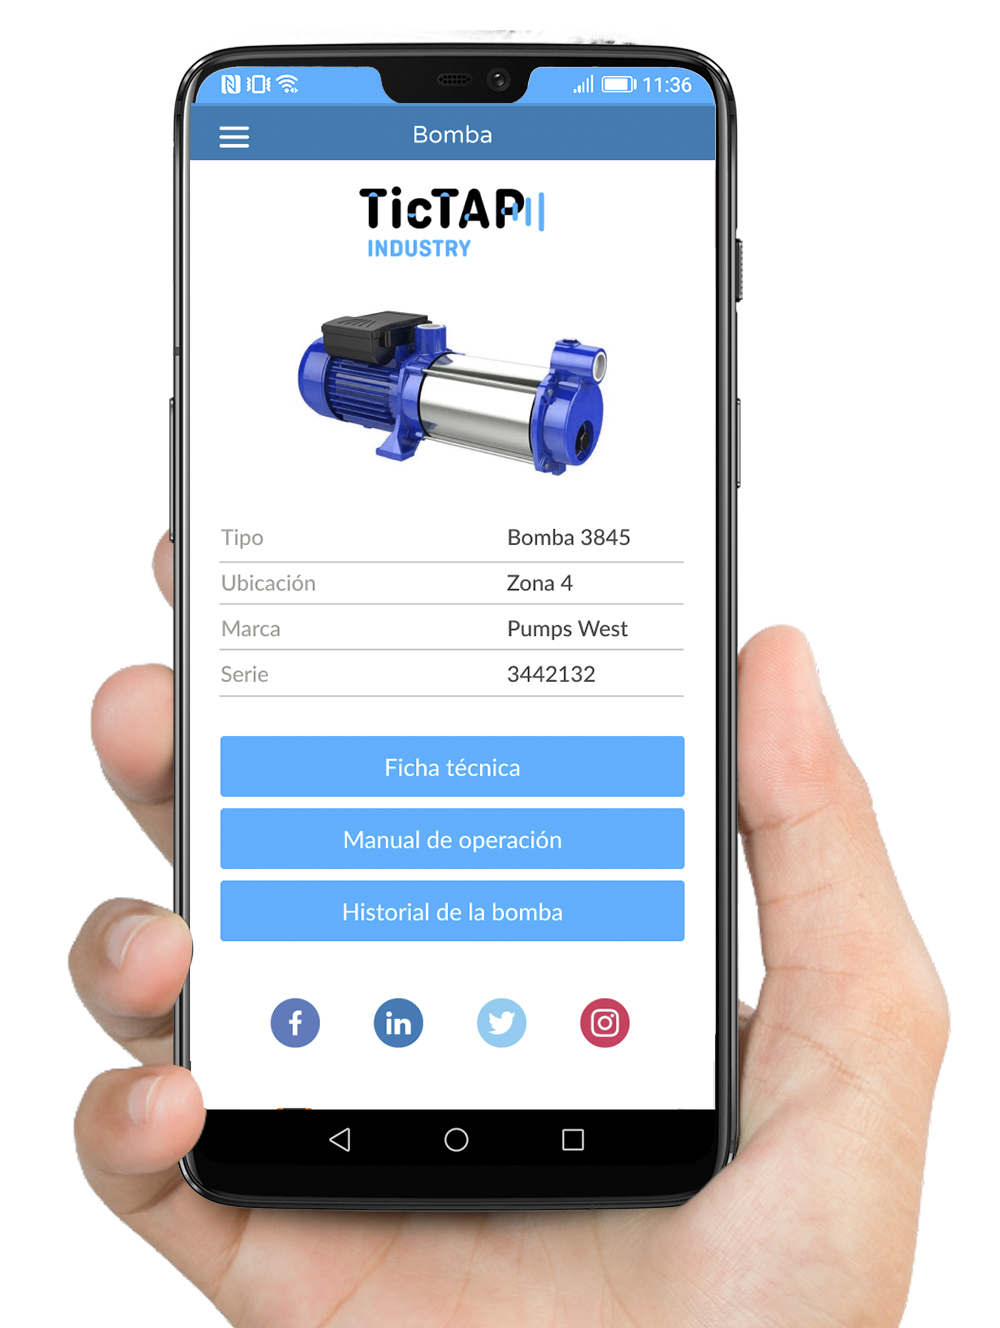 11:36
Bomba
TicTAP
INDUSTRY
Tipo Bomba 3845
Ubicación Zona 4
Marca Pumps West
Serie 3442132
Ficha técnica
Manual de operación
Historial de la bomba
f in